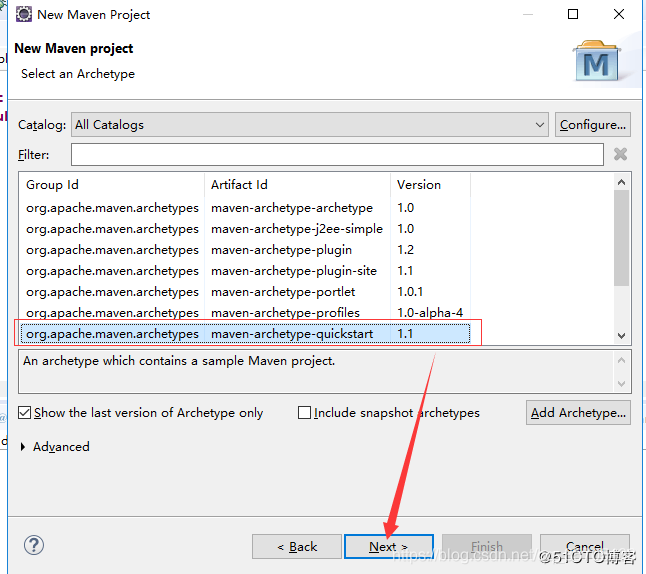 New Maven Project
New Maven project
Select an Archetype
Catalog: All Catalogs Configure...
Filter:
Group Id Artifact Id Version
org.apache.maven.archetypes maven-archetype-archetype 1.0
org.apache.maven.archetypes maven-archetype-j2ee-simple 1.0
org.apache.maven.archetypes maven-archetype-plugin 1.2
org.apache.maven.archetypes maven-archetype-plugin-site 1.1
org.apache.maven.archetypes maven-archetype-portlet 1.0.1
org.apache.maven.archetypes maven-archetype-profiles 1.0-alpha-4
org.apache.maven.archetypes maven-archetype-quickstart 1.1
An archetype which contains a sample Maven project.
Show the last version of Archetype only Include snapshot archetypes Add Archetype...
Advanced
< Back Next > Finish Cancel
@51CTO博客